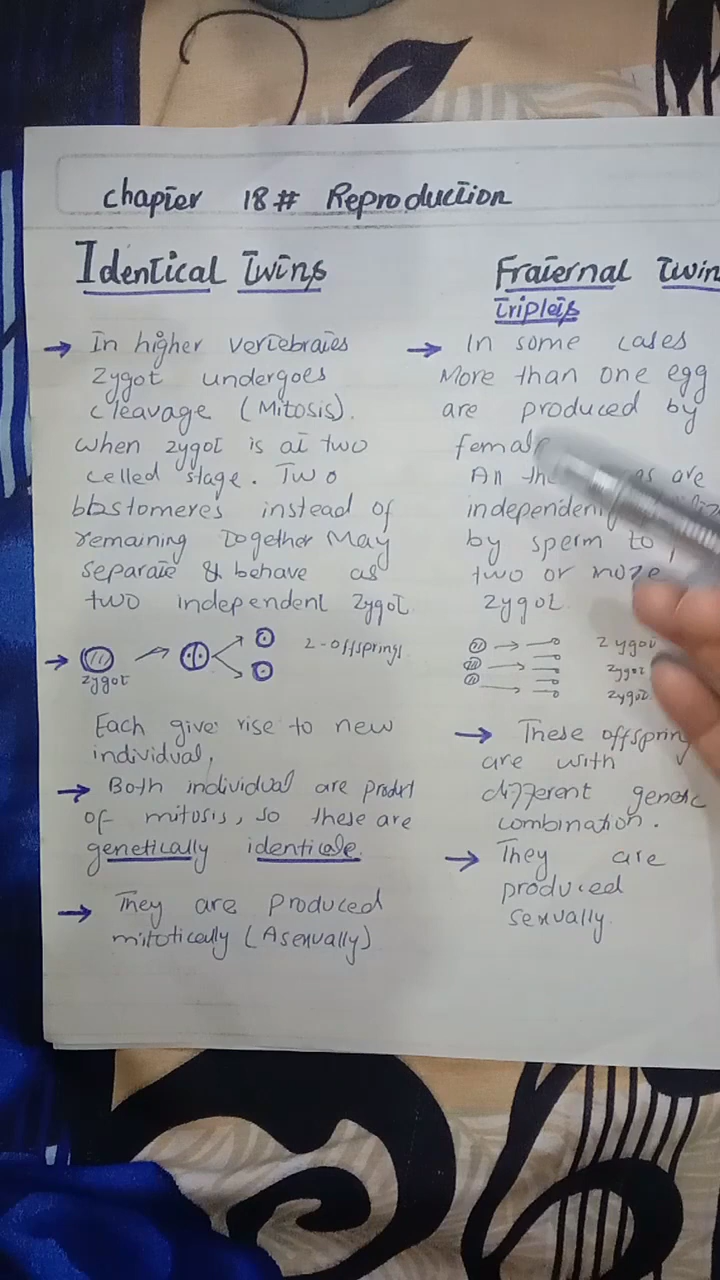 Chapter 18# Reproduction
Identical Twins
→ In higher vertebrates
Zygot undergoes
cleavage (Mitosis).
when zygot is at two
celled stage. Two
blastomeres instead of
remaining together May
separate & behave as
two independent Zygot
→ 2-offsprings
zygot
Each give rise to new
individual,
→ Both individual are product
of mitosis, so these are
genetically identicale.
→ They are produced
mitotically (Asexually)
Fraternal Twin
Triplets
→ In some cases
More than one egg
are produced by
female
All are
independent
by sperm to
two or more
zygot
Zygot
Zygot
Zygot
→ These offspring
are with
different genetic
combination.
→ They are
produced
sexually.